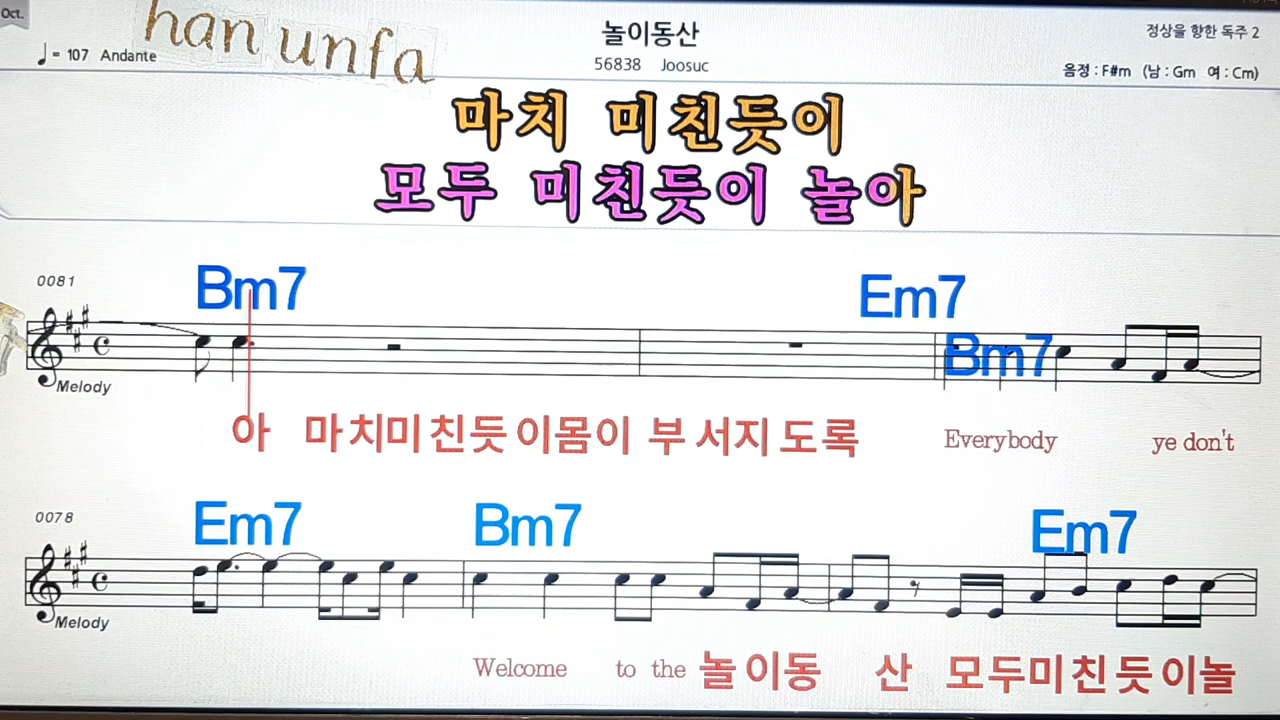 Oct.
han unfa
놀이동산
정상을 향한 독주 2
♩= 107 Andante
56838 Joosuc
음정 : F#m (남 : Gm 여 : Cm)
마치 미친듯이
모두 미친듯이 놀아
0081
Bm7 Em7
Bm7
Melody
아 마치미친듯이몸이 부서지도록 Everybody ye don't
0078
Em7 Bm7 Em7
Melody
Welcome to the 놀이동 산 모두미친듯이놀